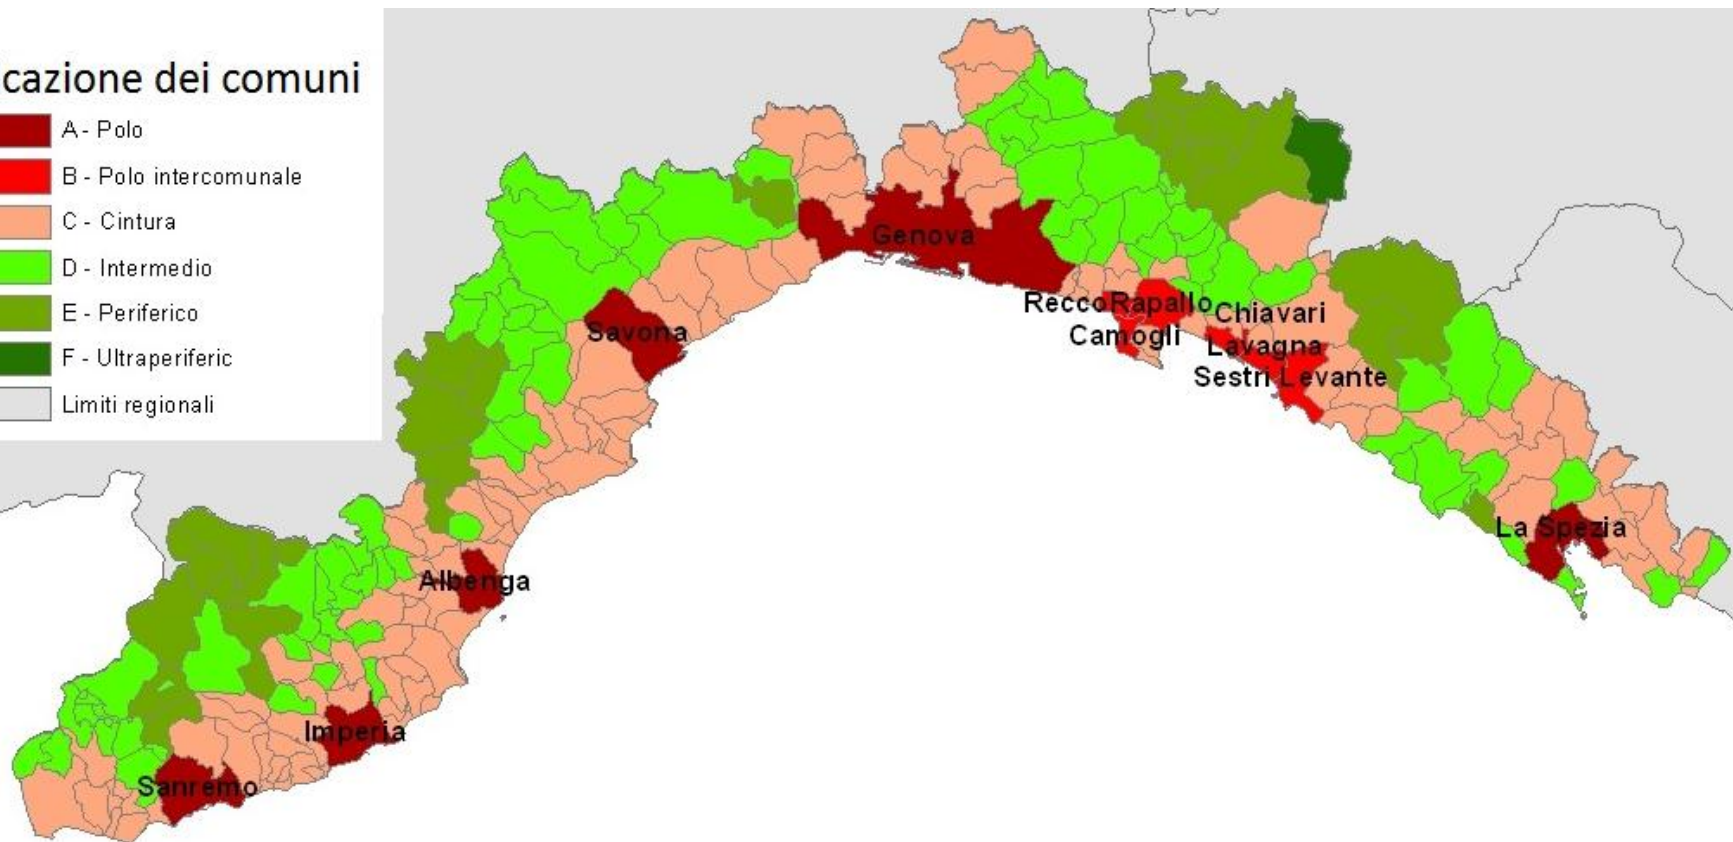 cazione dei comuni
A - Polo
B - Polo intercomunale
C - Cintura
D - Intermedio
E - Periferico
F - Ultraperiferic
Limiti regionali
Genova
Recco Rapallo
Chiavari
Camogli
Lavagna
Savona
Sestri Levante
La Spezia
Albenga
Imperia
Sanremo